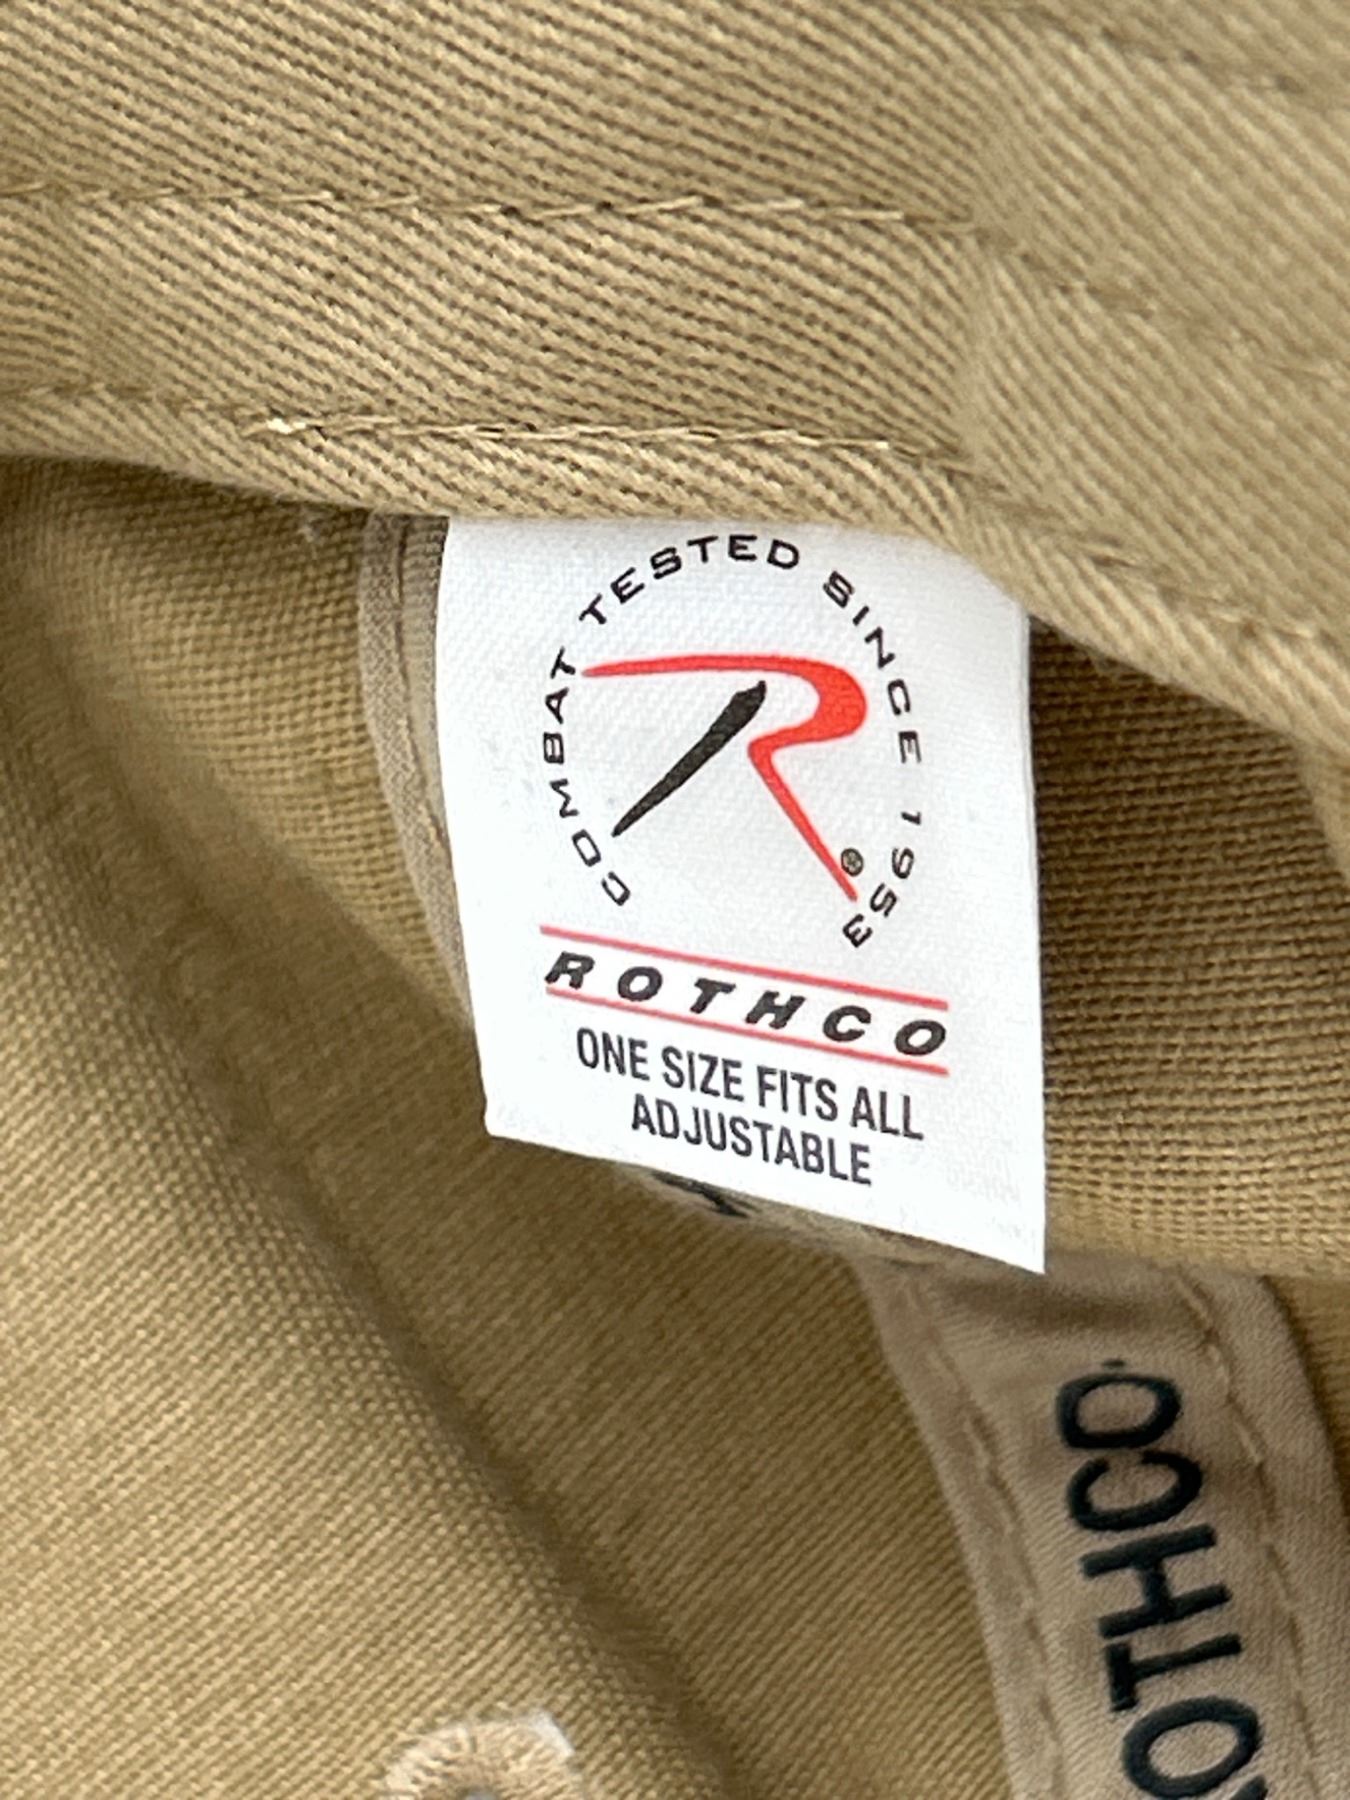 COMBAT TESTED SINCE 1953
R®
ROTHCO
ONE SIZE FITS ALL
ADJUSTABLE
ROTHCO